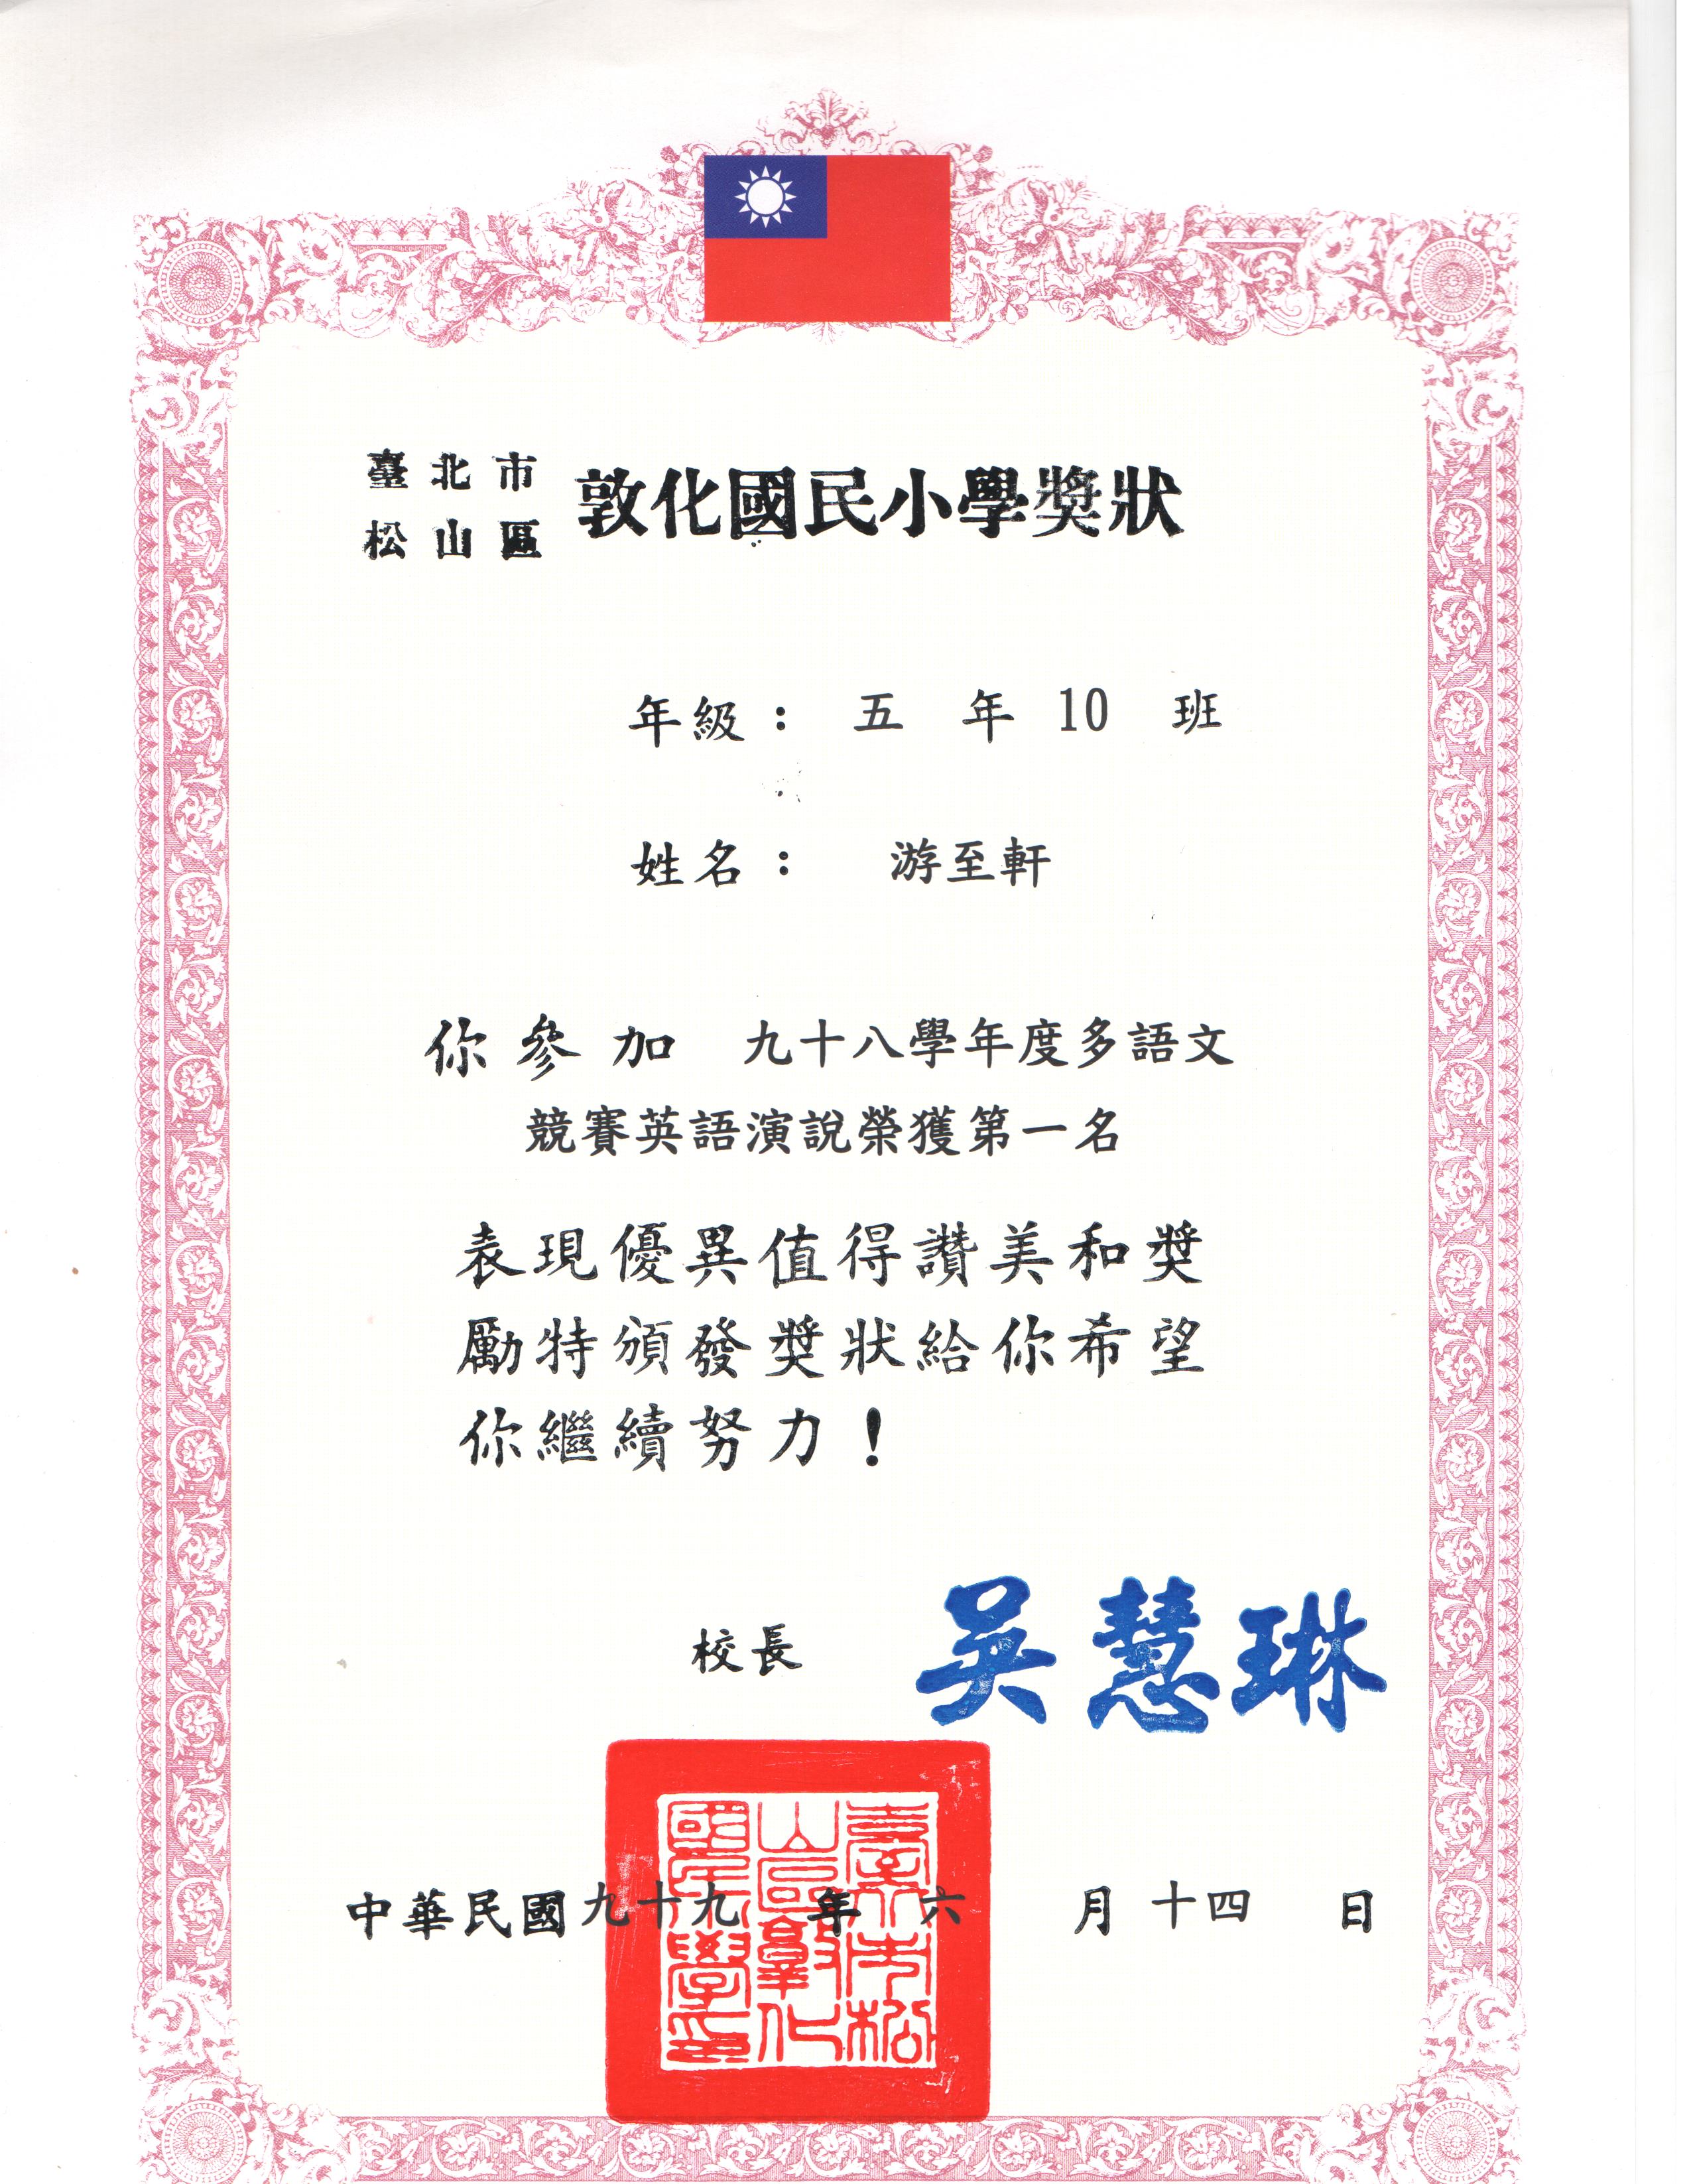 臺北市
松山區
敦化國民小學獎狀
年級：五年10班
姓名：游至軒
你參加 九十八學年度多語文
競賽英語演說榮獲第一名
表現優異值得讚美和獎
勵特頒發獎狀給你希望
你繼續努力！
校長 吳慧琳
中華民國九十九年六月十四日
臺北市松
山區敦化
國民小學印